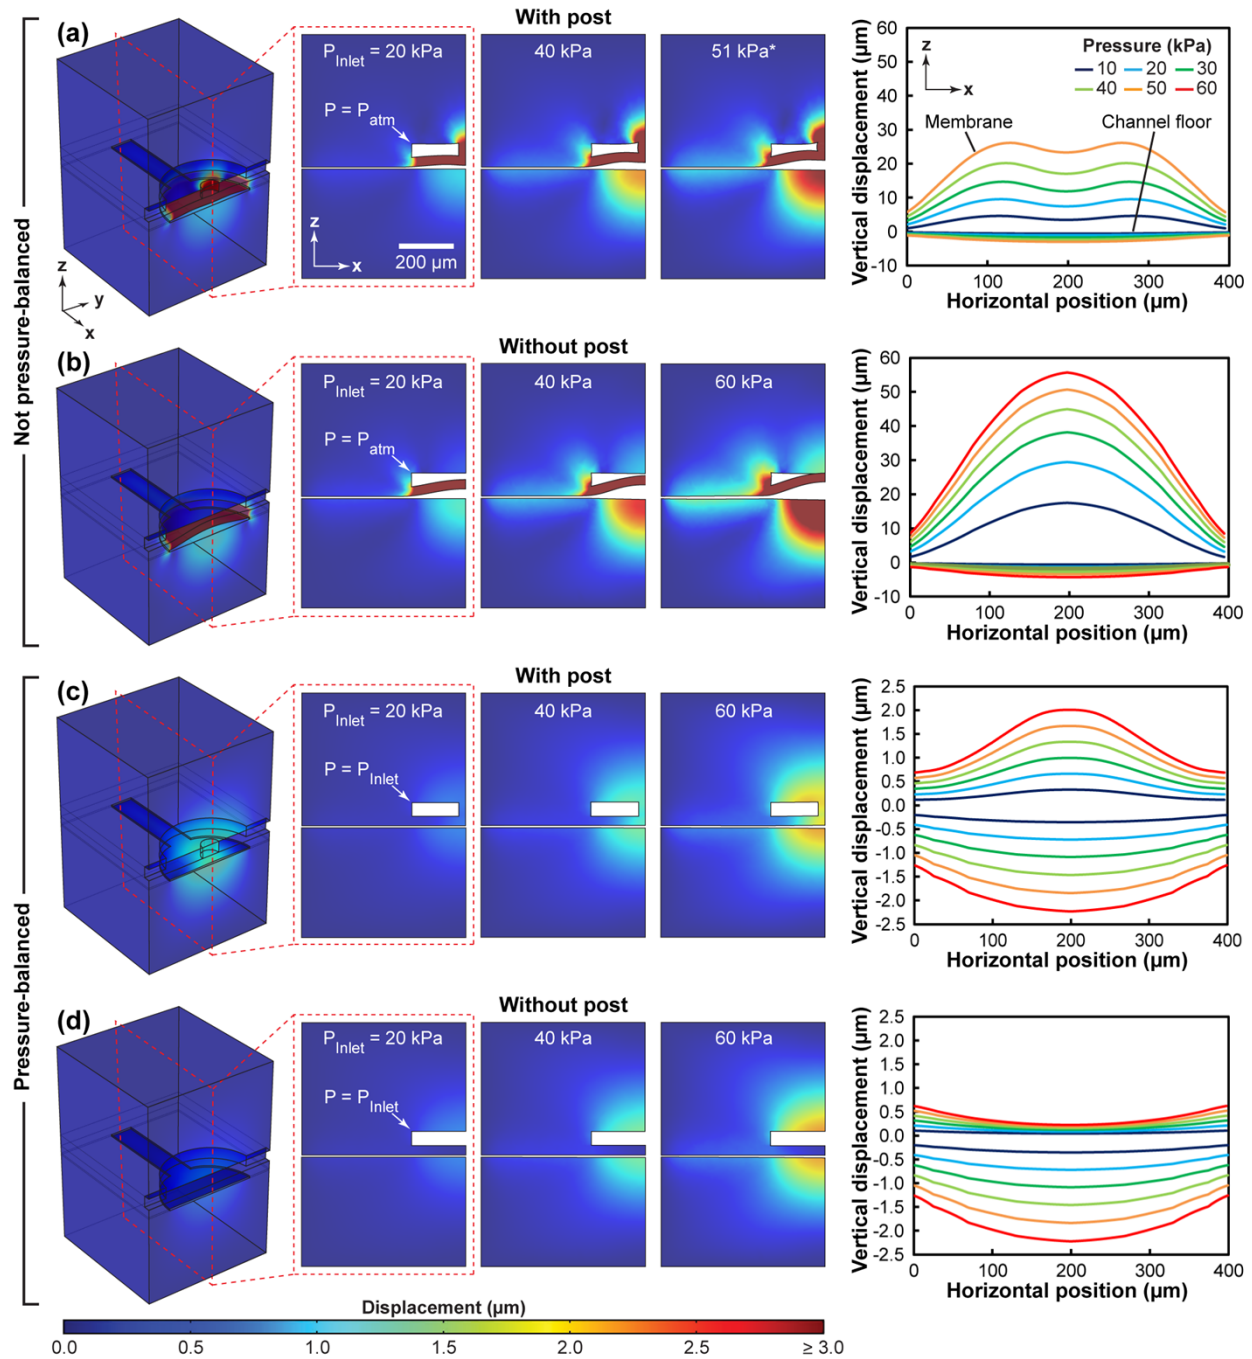 Not pressure-balanced
(a)
With post
P_Inlet = 20 kPa
40 kPa
51 kPa*
P = P_atm
z
x
200 µm
z
y
x
Vertical displacement (µm)
60
50
40
30
20
10
0
-10
z
x
Pressure (kPa)
10 20 30
40 50 60
Membrane
Channel floor
0 100 200 300 400
Horizontal position (µm)
(b)
Without post
P_Inlet = 20 kPa
40 kPa
60 kPa
P = P_atm
Vertical displacement (µm)
60
50
40
30
20
10
0
-10
0 100 200 300 400
Horizontal position (µm)
Pressure-balanced
(c)
With post
P_Inlet = 20 kPa
40 kPa
60 kPa
P = P_Inlet
Vertical displacement (µm)
2.5
2.0
1.5
1.0
0.5
0.0
-0.5
-1.0
-1.5
-2.0
-2.5
0 100 200 300 400
Horizontal position (µm)
(d)
Without post
P_Inlet = 20 kPa
40 kPa
60 kPa
P = P_Inlet
Vertical displacement (µm)
2.5
2.0
1.5
1.0
0.5
0.0
-0.5
-1.0
-1.5
-2.0
-2.5
0 100 200 300 400
Horizontal position (µm)
Displacement (µm)
0.0 0.5 1.0 1.5 2.0 2.5 ≥ 3.0